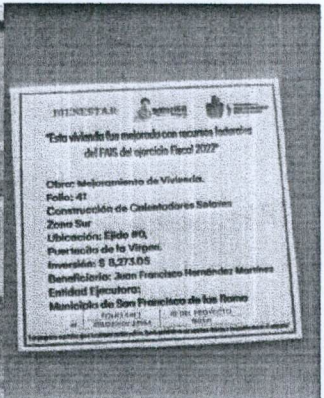 BIENESTAR
"Esta vivienda fue mejorada con recursos federales
del FAIS del ejercicio Fiscal 2022"
Obra: Mejoramiento de Vivienda.
Folio: 41
Construcción de Calentadores Solares
Zona Sur
Ubicación: Ejido #0,
Puertecito de la Virgen.
Inversión: $ 8,273.05
Beneficiario: Juan Francisco Hernández Martínez
Entidad Ejecutora:
Municipio de San Francisco de los Romo